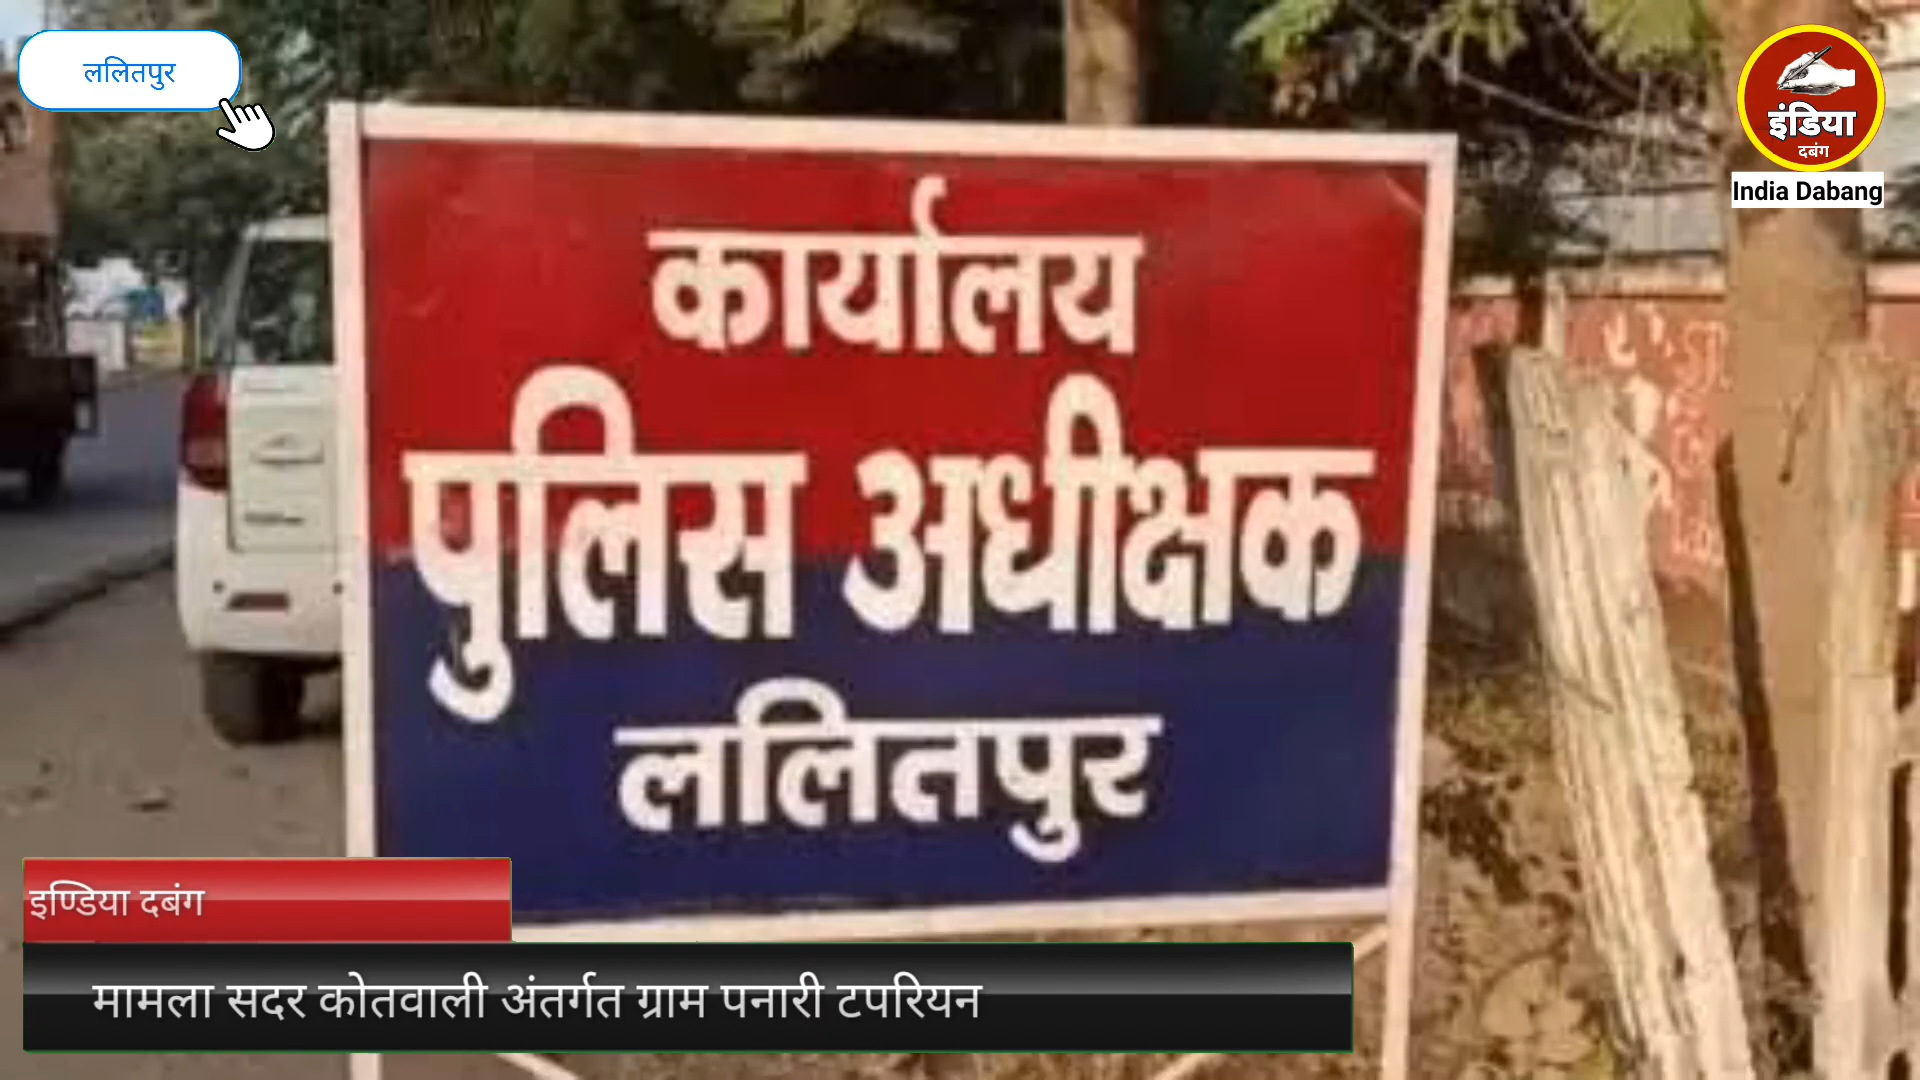 ललितपुर
इंडिया
दबंग
India Dabang
कार्यालय
पुलिस अधीक्षक
ललितपुर
इण्डिया दबंग
मामला सदर कोतवाली अंतर्गत ग्राम पनारी टपरियन